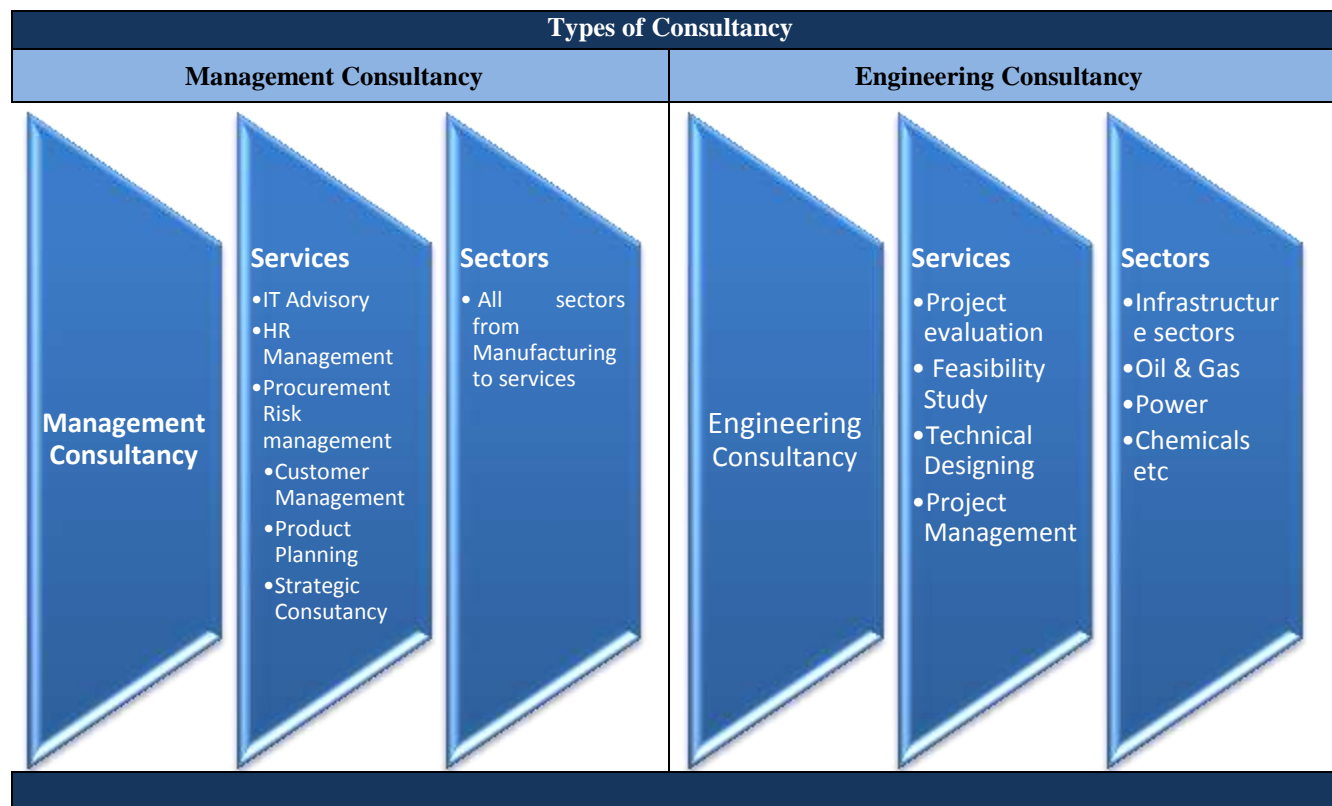 Types of Consultancy
Management Consultancy
Engineering Consultancy
Management
Consultancy
Services
•IT Advisory
•HR
Management
•Procurement
Risk
management
•Customer
Management
•Product
Planning
•Strategic
Consutancy
Sectors
• All sectors
from
Manufacturing
to services
Engineering
Consultancy
Services
•Project
evaluation
• Feasibility
Study
•Technical
Designing
•Project
Management
Sectors
•Infrastructur
e sectors
•Oil & Gas
•Power
•Chemicals
etc